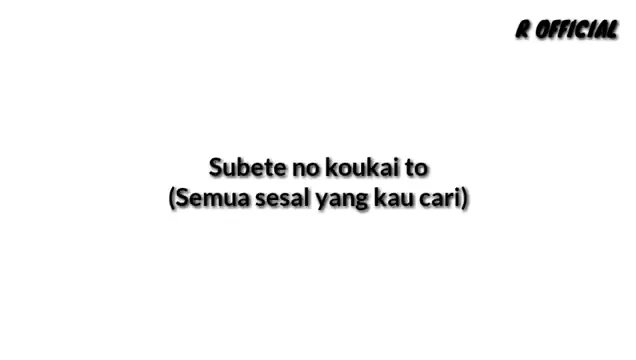 R OFFICIAL
Subete no koukai to
(Semua sesal yang kau cari)